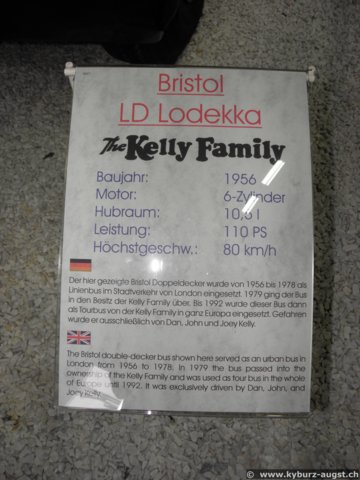 Bristol
LD Lodekka
The Kelly Family
Baujahr: 1956
Motor: 6-Zylinder
Hubraum: 10,6 l
Leistung: 110 PS
Höchstgeschw.: 80 km/h
Der hier gezeigte Bristol Doppeldecker wurde von 1956 bis 1978 als
Linienbus im Stadtverkehr von London eingesetzt. 1979 ging der Bus
in den Besitz der Kelly Family über. Bis 1992 wurde dieser Bus dann
als Tourbus von der Kelly Family in ganz Europa eingesetzt. Gefahren
wurde er ausschließlich von Dan, John und Joey Kelly.
The Bristol double-decker bus shown here served as an urban bus in
London from 1956 to 1978. In 1979 the bus passed into the
ownership of the Kelly Family and was used as tour bus in the whole
of Europe until 1992. It was exclusively driven by Dan, John, and
Joey Kelly.
© www.kyburz-augst.ch